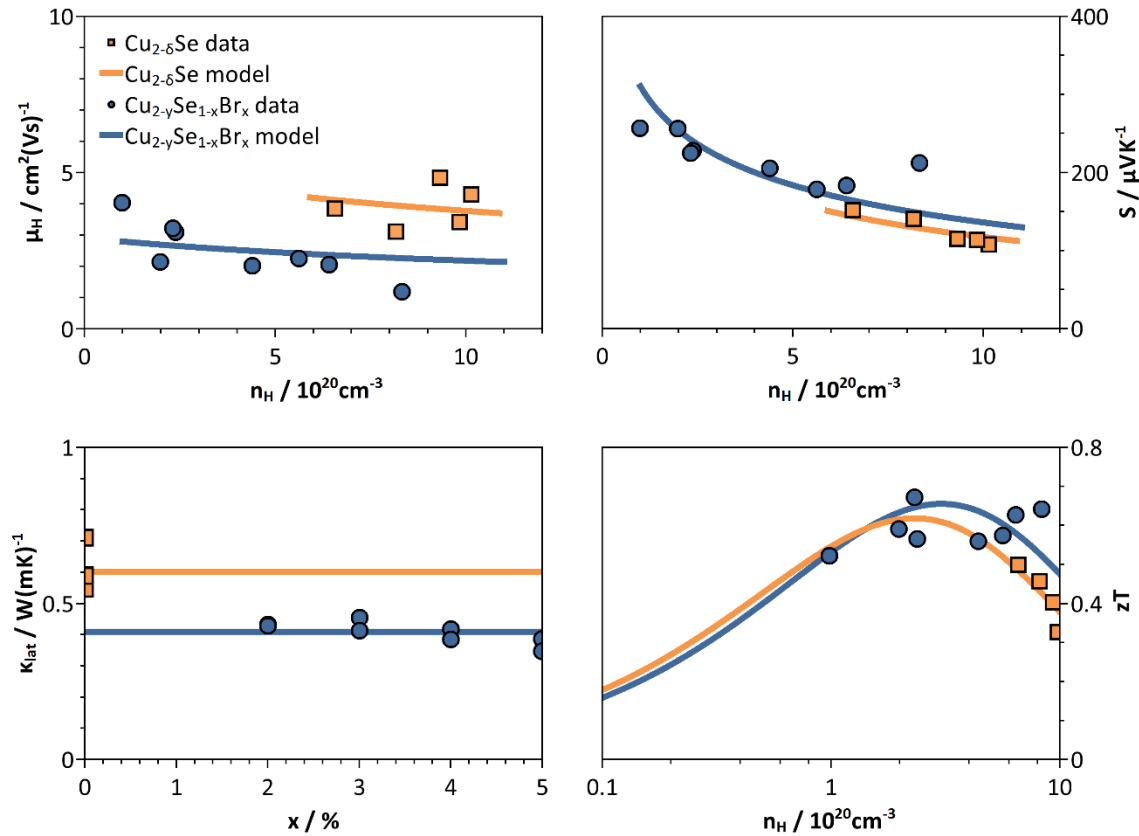 10
Cu₂₋δSe data
Cu₂₋δSe model
Cu₂₋ySe₁₋ₓBrₓ data
Cu₂₋ySe₁₋ₓBrₓ model
5
0
μH / cm²(Vs)⁻¹
0 5 10
nH / 10²⁰cm⁻³
400
200
0
S / μVK⁻¹
0 5 10
nH / 10²⁰cm⁻³
1
0.5
0
κlat / W(mK)⁻¹
0 1 2 3 4 5
x / %
0.8
0.4
0
zT
0.1 1 10
nH / 10²⁰cm⁻³